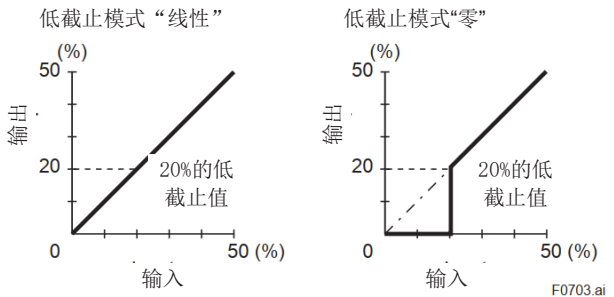 低截止模式“线性”
(%)
50
输出
20
20%的低
截止值
0
50 (%)
输入
低截止模式“零”
(%)
50
输出
20
20%的低
截止值
0
50 (%)
输入
F0703.ai